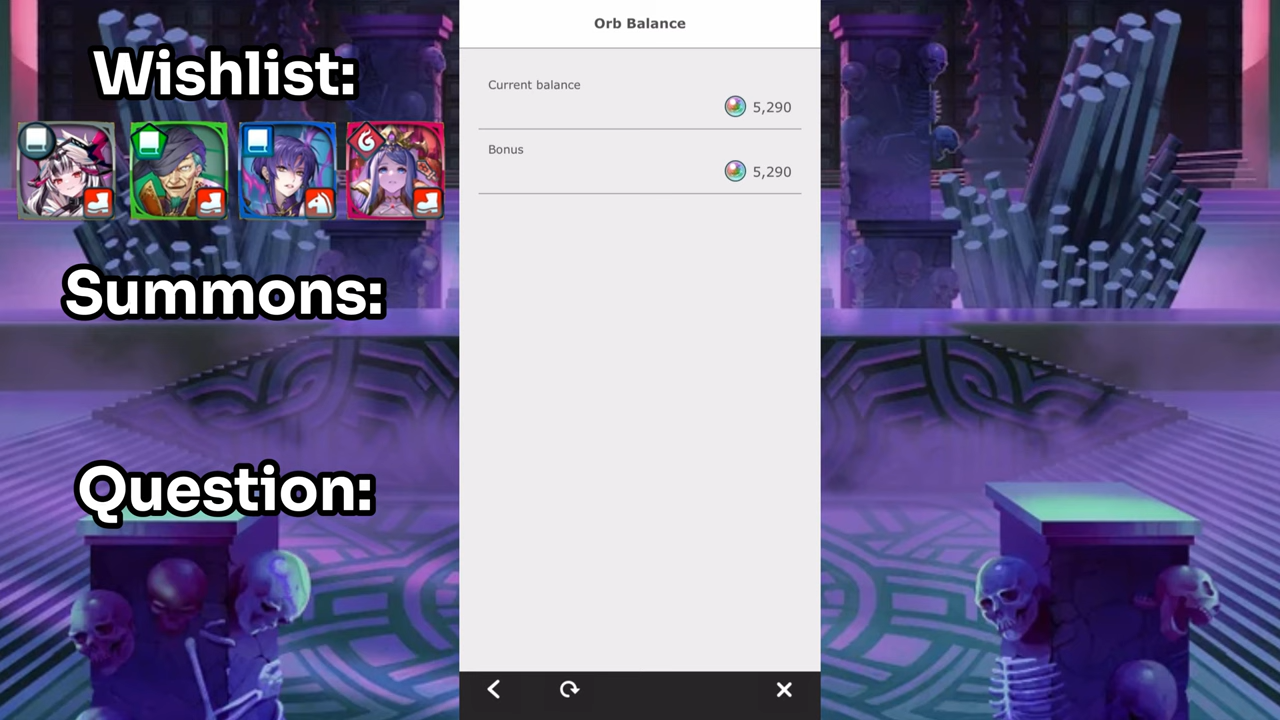 Wishlist:
Summons:
Question:
Orb Balance
Current balance
5,290
Bonus
5,290